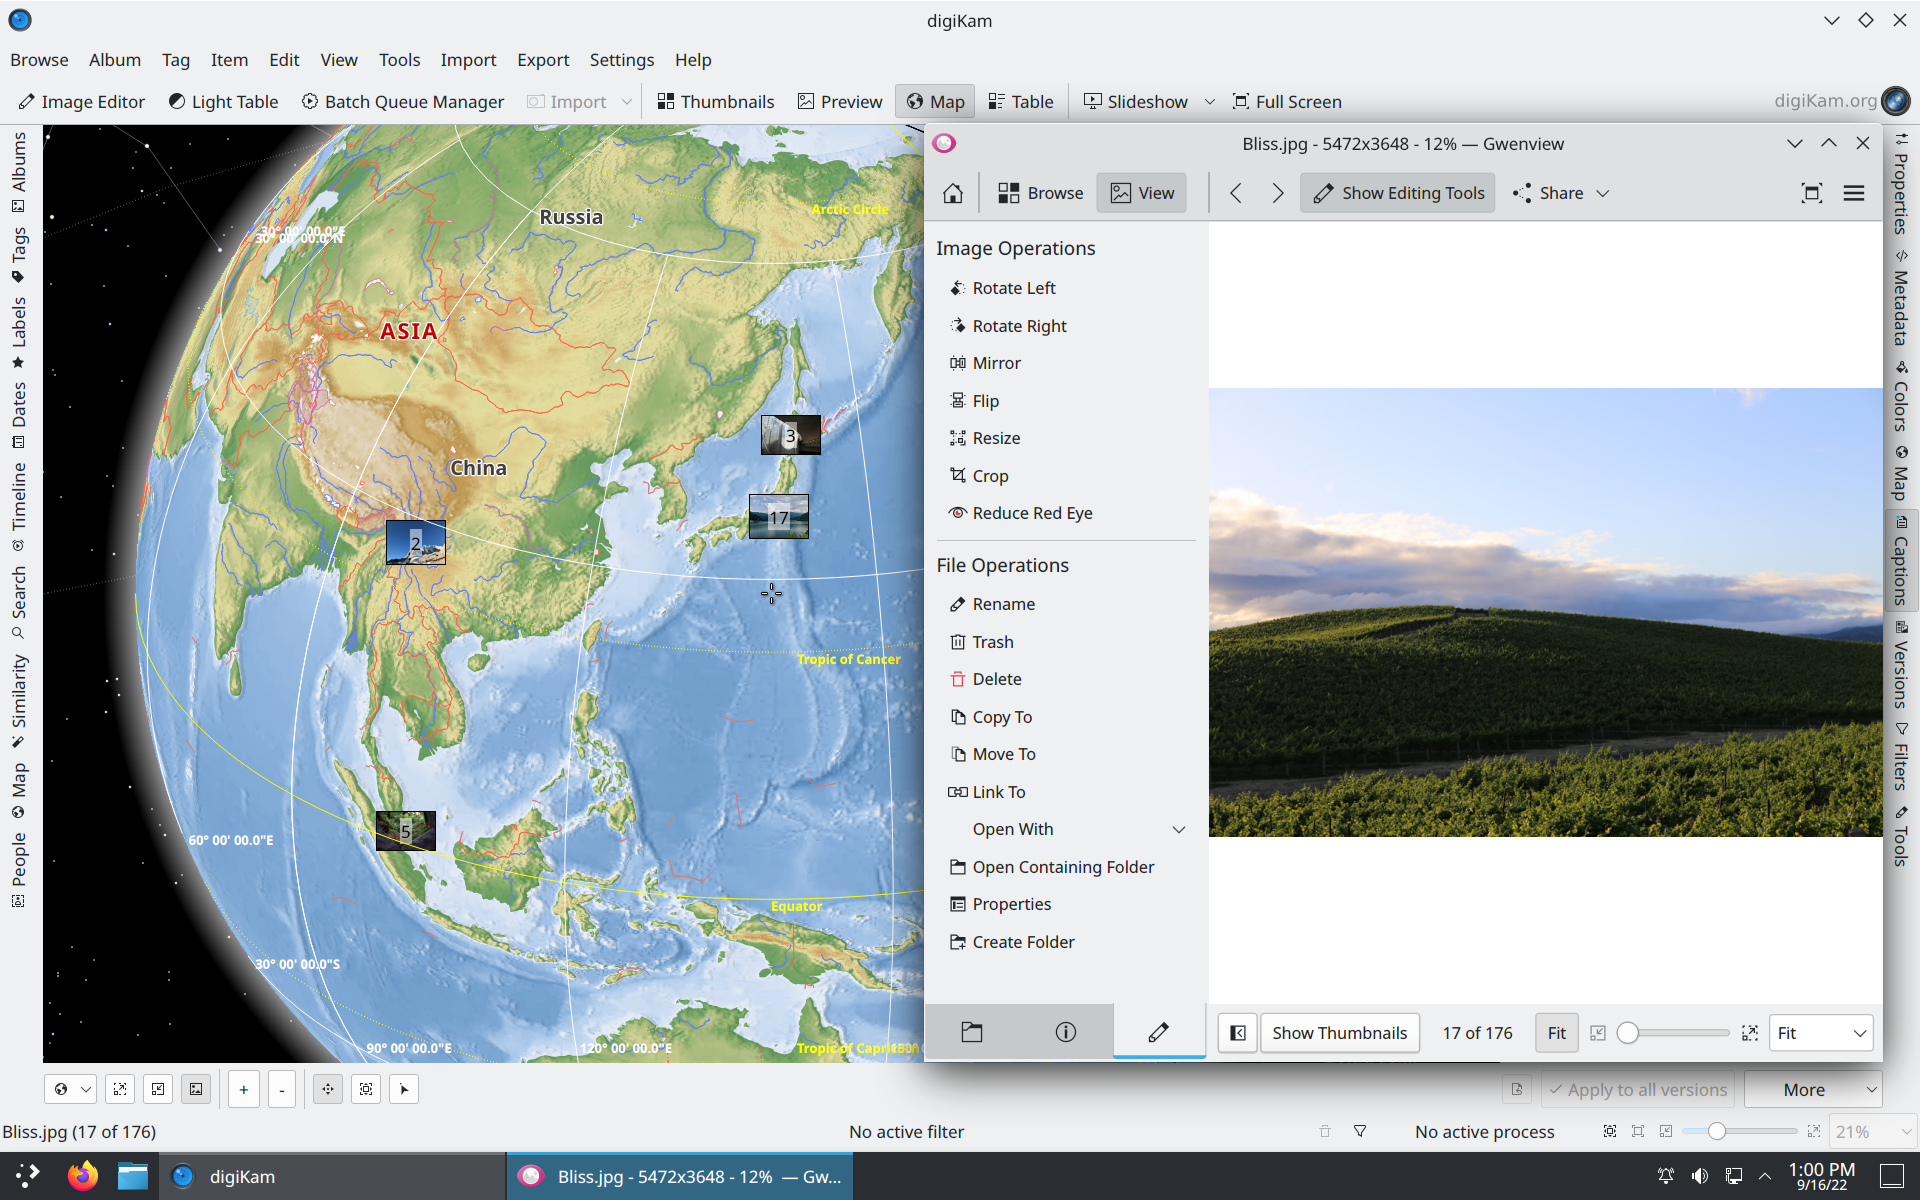 digiKam
Browse Album Tag Item Edit View Tools Import Export Settings Help
Image Editor Light Table Batch Queue Manager Import Thumbnails Preview Map Table Slideshow Full Screen digiKam.org
Albums
Tags
Labels
Dates
Timeline
Search
Similarity
Map
People
Russia
Arctic Circle
30° 00' 00.0"E
30° 00' 00.0"N
ASIA
China
3
17
2
Tropic of Cancer
5
60° 00' 00.0"E
Equator
30° 00' 00.0"S
90° 00' 00.0"E
120° 00' 00.0"E
Bliss.jpg - 5472x3648 - 12% — Gwenview
Browse View Show Editing Tools Share
Image Operations
Rotate Left
Rotate Right
Mirror
Flip
Resize
Crop
Reduce Red Eye
File Operations
Rename
Trash
Delete
Copy To
Move To
Link To
Open With
Open Containing Folder
Properties
Create Folder
Show Thumbnails 17 of 176 Fit Fit
Properties
Metadata
Colors
Map
Captions
Versions
Filters
Tools
+ - Apply to all versions More
Bliss.jpg (17 of 176) No active filter No active process 21%
digiKam Bliss.jpg - 5472x3648 - 12% — Gw... 1:00 PM
9/16/22